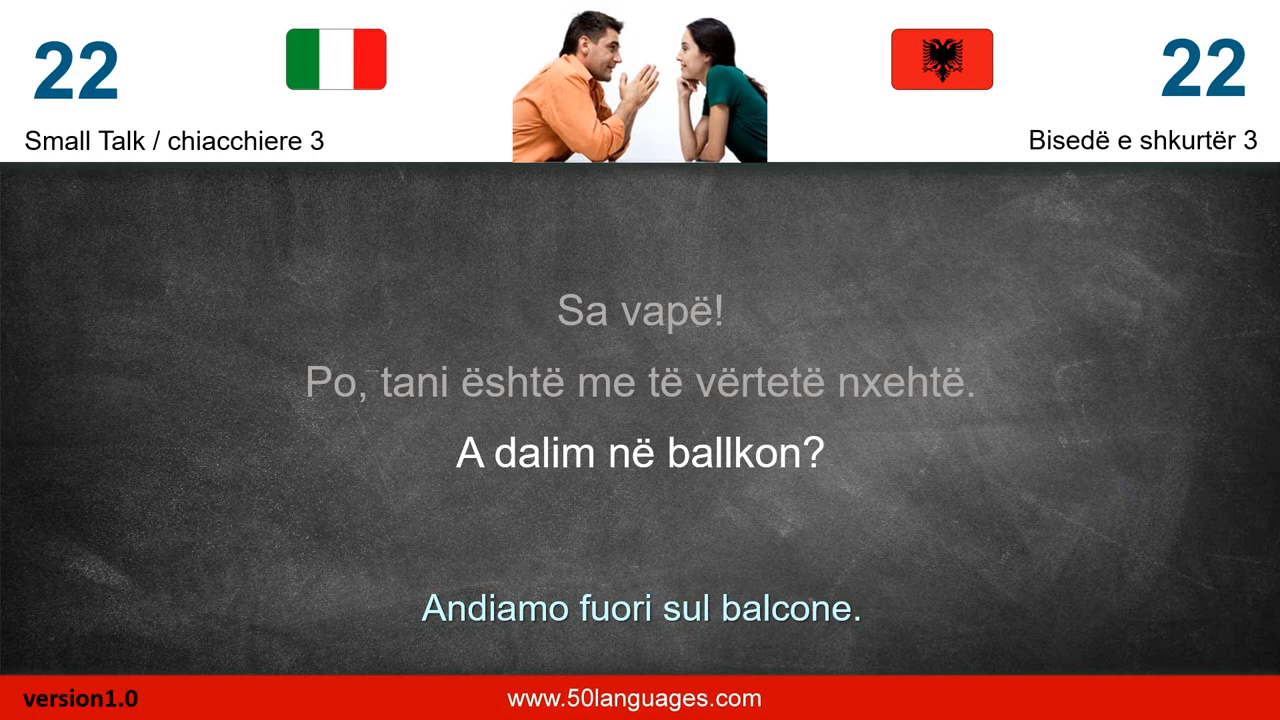 22
22
Small Talk / chiacchiere 3
Bisedë e shkurtër 3
Sa vapë!
Po, tani është me të vërtetë nxehtë.
A dalim në ballkon?
Andiamo fuori sul balcone.
version1.0
www.50languages.com